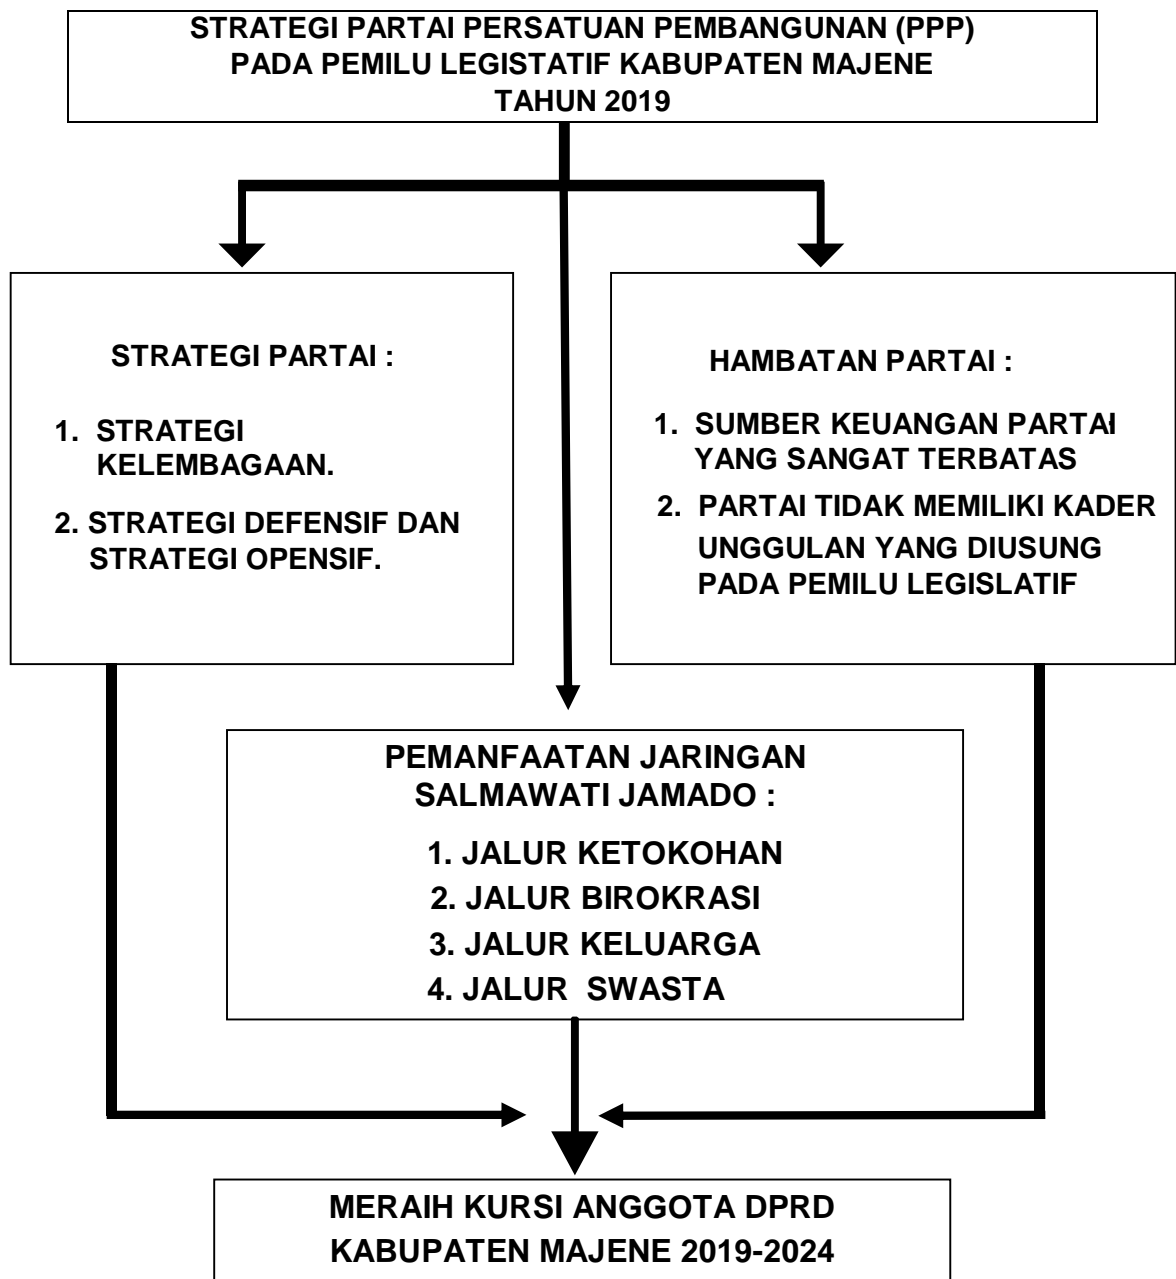 STRATEGI PARTAI PERSATUAN PEMBANGUNAN (PPP)
PADA PEMILU LEGISTATIF KABUPATEN MAJENE
TAHUN 2019
STRATEGI PARTAI :
1. STRATEGI
KELEMBAGAAN.
2. STRATEGI DEFENSIF DAN
STRATEGI OPENSIF.
HAMBATAN PARTAI :
1. SUMBER KEUANGAN PARTAI
YANG SANGAT TERBATAS
2. PARTAI TIDAK MEMILIKI KADER
UNGGULAN YANG DIUSUNG
PADA PEMILU LEGISLATIF
PEMANFAATAN JARINGAN
SALMAWATI JAMADO :
1. JALUR KETOKOHAN
2. JALUR BIROKRASI
3. JALUR KELUARGA
4. JALUR SWASTA
MERAIH KURSI ANGGOTA DPRD
KABUPATEN MAJENE 2019-2024